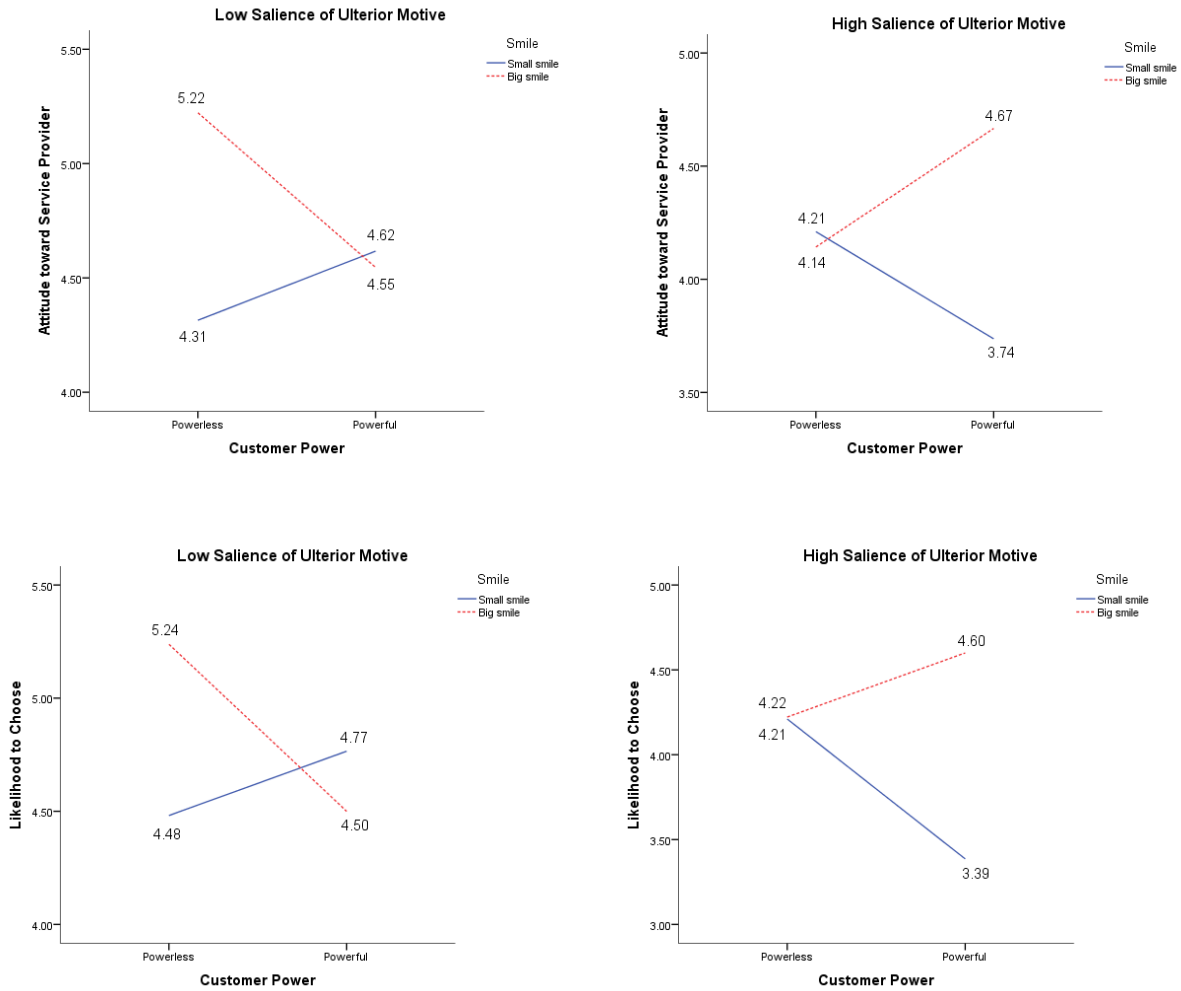 Low Salience of Ulterior Motive
Smile
Small smile
Big smile
5.50
5.00
4.50
4.00
Attitude toward Service Provider
5.22
4.31
4.62
4.55
Powerless
Powerful
Customer Power
High Salience of Ulterior Motive
Smile
Small smile
Big smile
5.00
4.50
4.00
3.50
Attitude toward Service Provider
4.21
4.14
4.67
3.74
Powerless
Powerful
Customer Power
Low Salience of Ulterior Motive
Smile
Small smile
Big smile
5.50
5.00
4.50
4.00
Likelihood to Choose
5.24
4.48
4.77
4.50
Powerless
Powerful
Customer Power
High Salience of Ulterior Motive
Smile
Small smile
Big smile
5.00
4.50
4.00
3.50
3.00
Likelihood to Choose
4.22
4.21
4.60
3.39
Powerless
Powerful
Customer Power